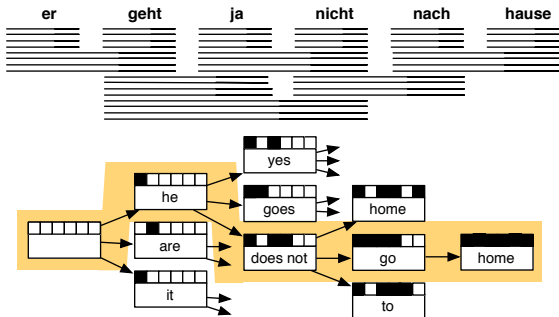 er geht ja nicht nach hause
yes
he goes home
are does not go home
it to